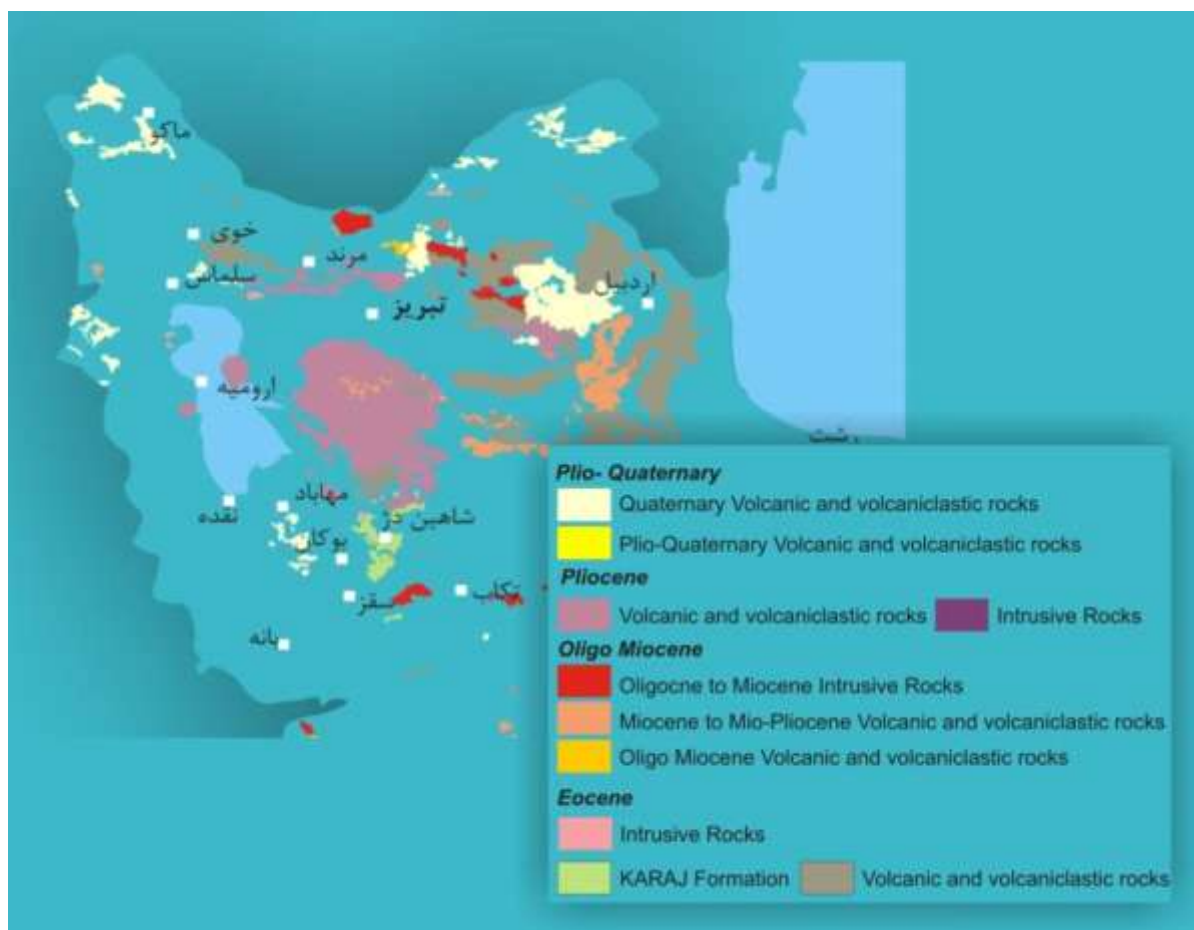 ماکو
خوی
مرند
سلماس
اردبیل
تبریز
ارومیه
رشت
مهاباد
نقده
شاهین دژ
بوکان
تکاب
سقز
بانه
Plio- Quaternary
Quaternary Volcanic and volcaniclastic rocks
Plio-Quaternary Volcanic and volcaniclastic rocks
Pliocene
Volcanic and volcaniclastic rocks Intrusive Rocks
Oligo Miocene
Oligocne to Miocene Intrusive Rocks
Miocene to Mio-Pliocene Volcanic and volcaniclastic rocks
Oligo Miocene Volcanic and volcaniclastic rocks
Eocene
Intrusive Rocks
KARAJ Formation Volcanic and volcaniclastic rocks